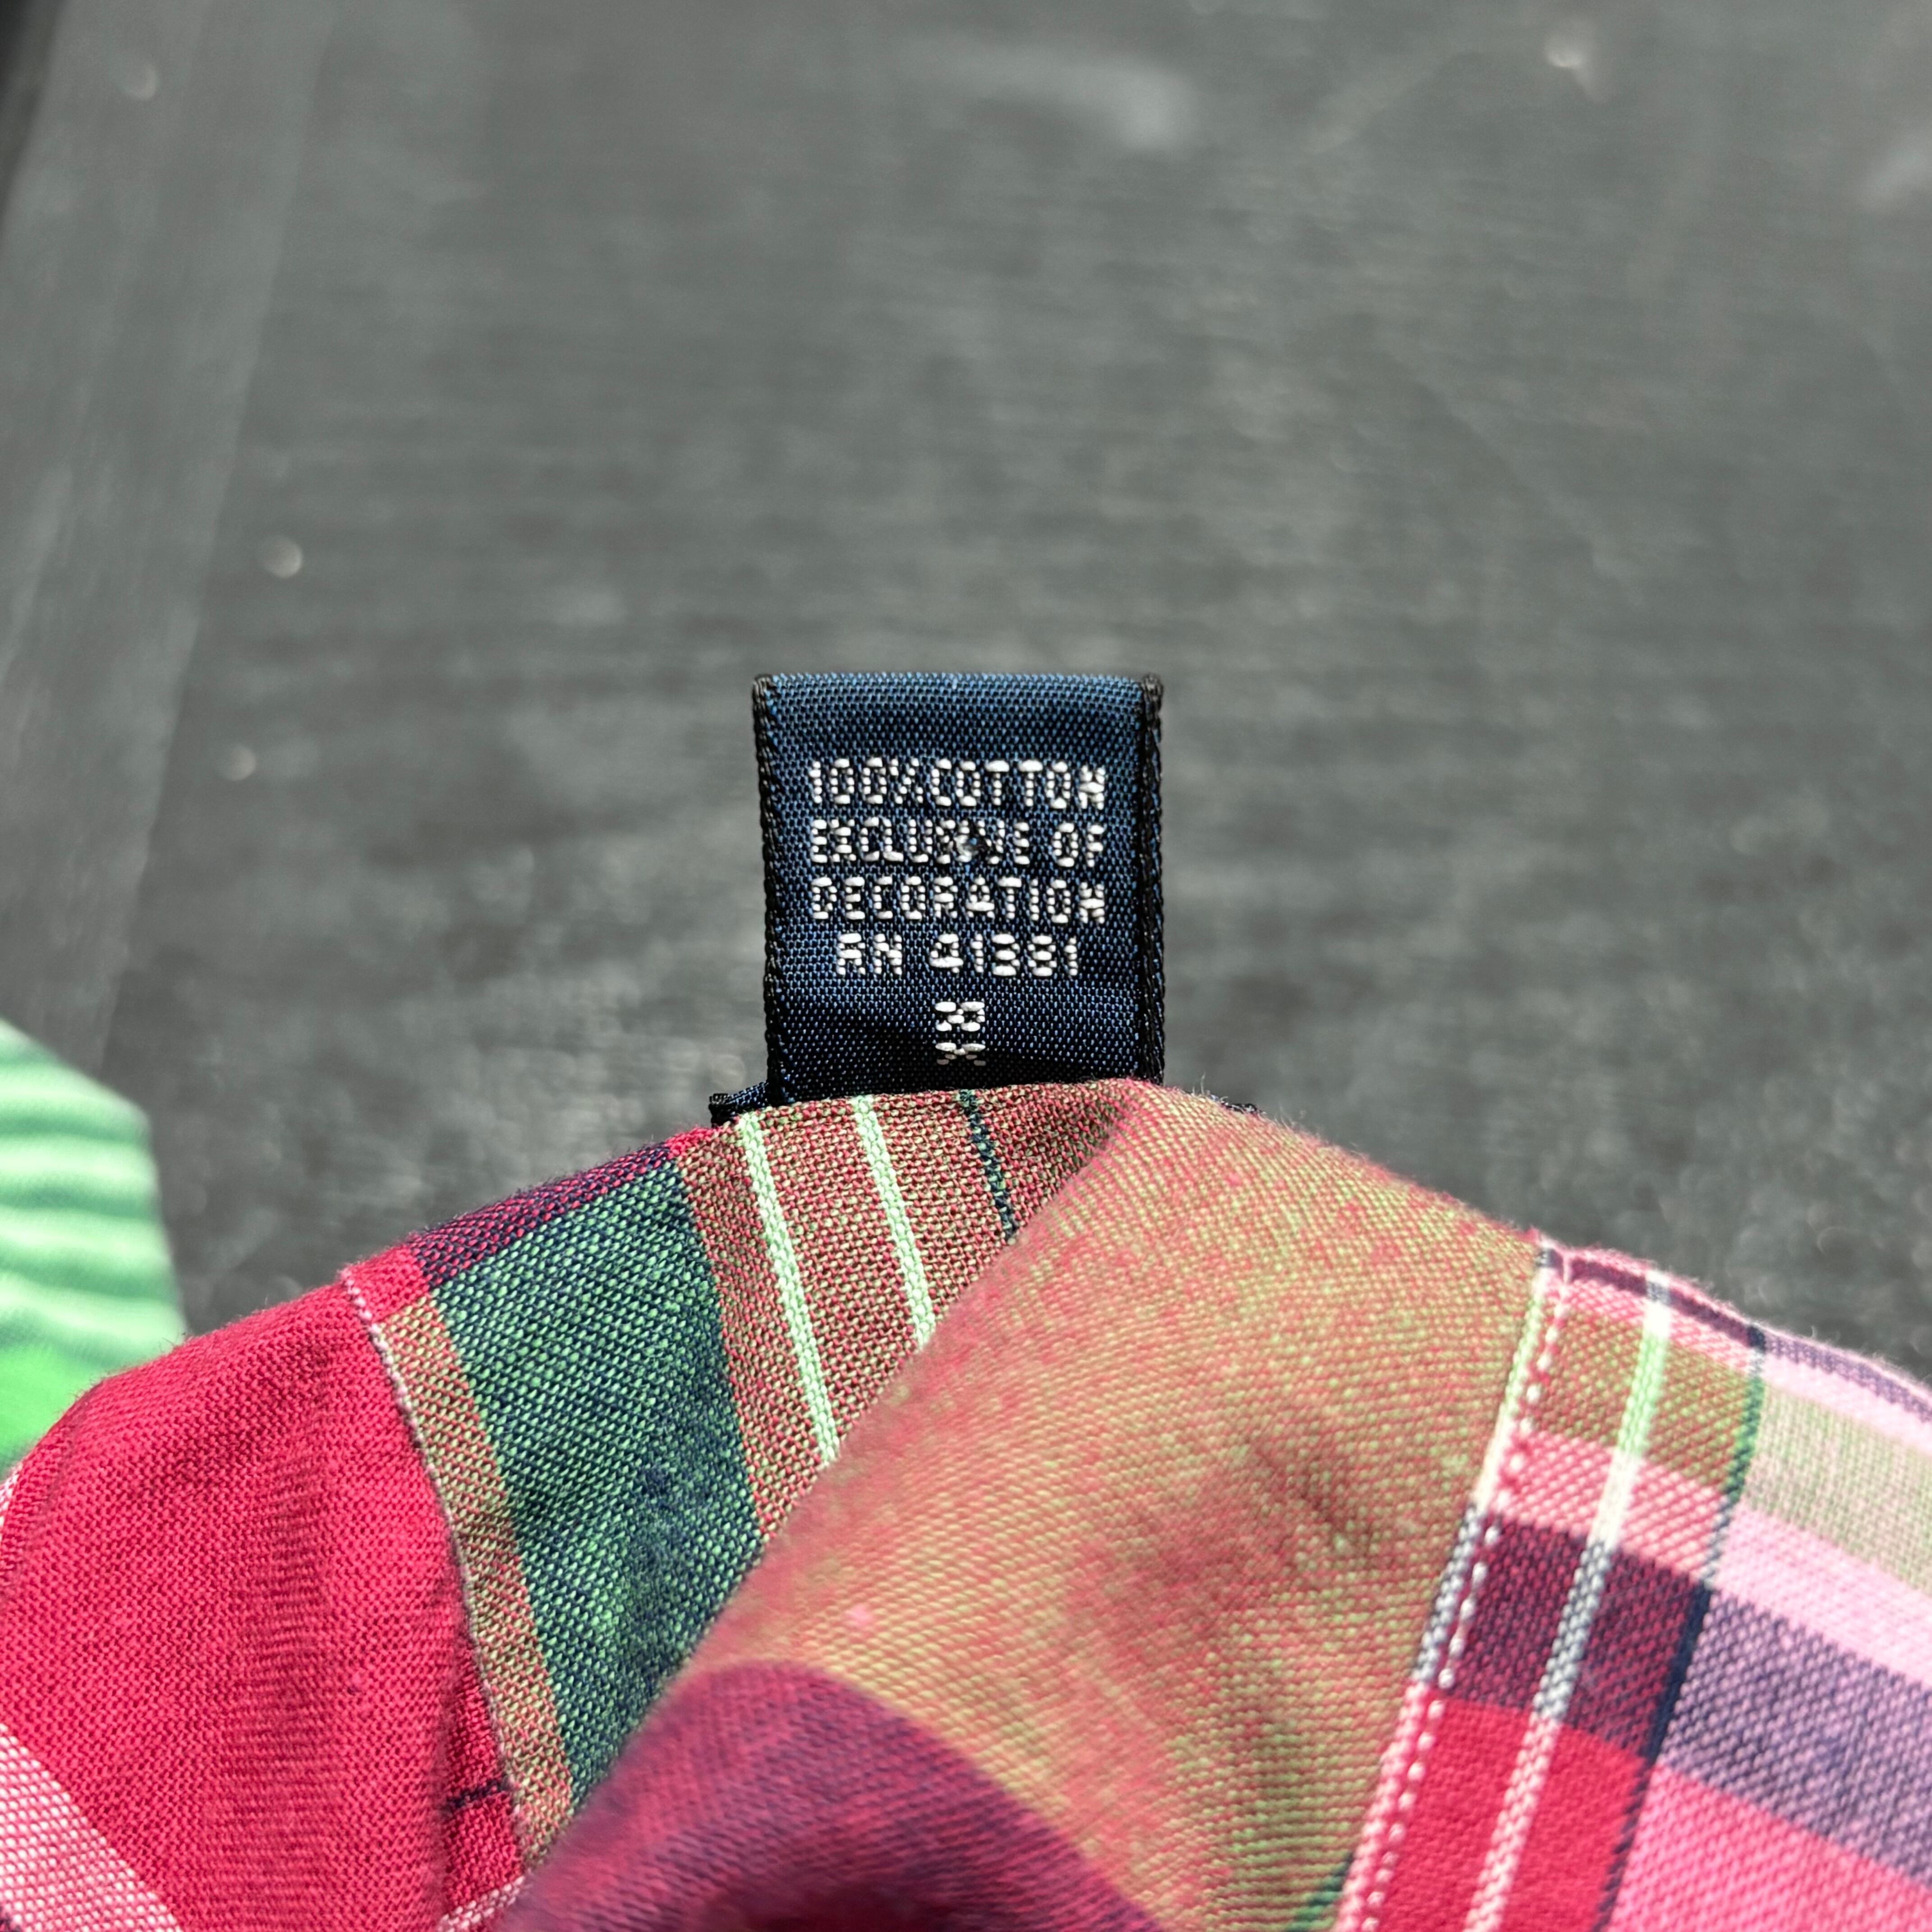 100% COTTON
EXCLUSIVE OF
DECORATION
RN 41381